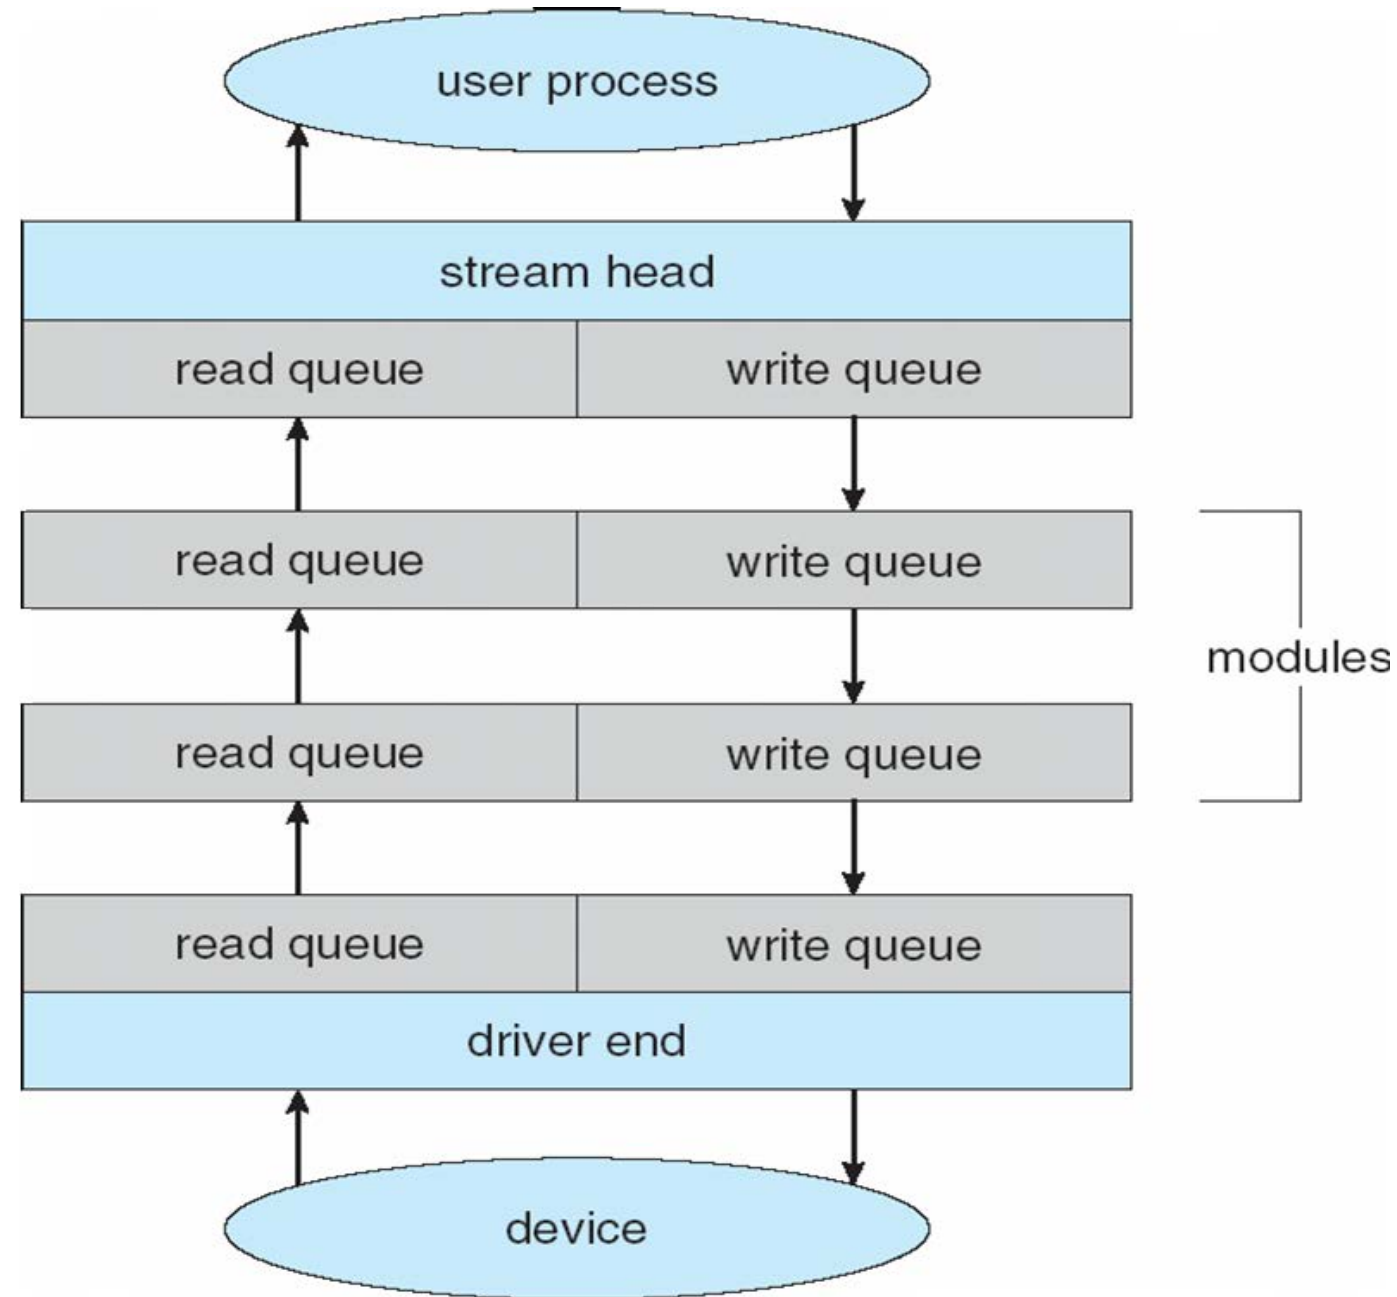 user process
stream head
read queue write queue
read queue write queue
modules
read queue write queue
read queue write queue
driver end
device